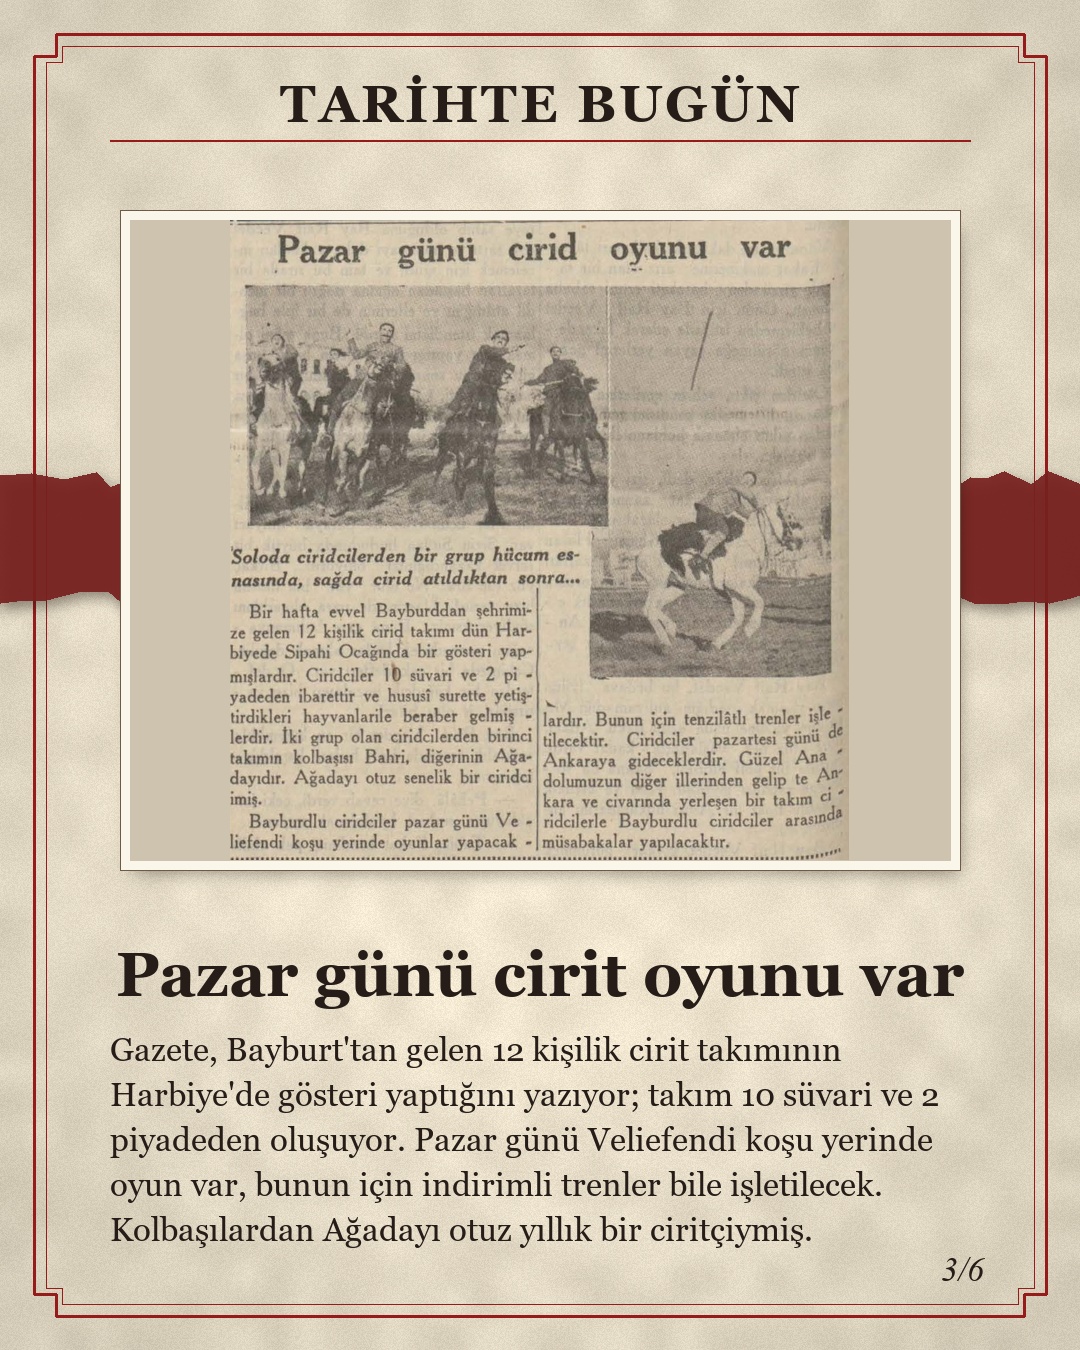 TARİHTE BUGÜN
Pazar günü cirid oyunu var
Soloda ciridcilerden bir grup hücum es-
nasında, sağda cirid atıldıktan sonra...
Bir hafta evvel Bayburddan şehrimi-
ze gelen 12 kişilik cirid takımı dün Har-
biyede Sipahi Ocağında bir gösteri yap-
mışlardır. Ciridciler 10 süvari ve 2 pi -
yadeden ibarettir ve hususî surette yetiş-
tirdikleri hayvanlarile beraber gelmiş -
lerdir. İki grup olan ciridcilerden birinci
takımın kolbaşısı Bahri, diğerinin Ağa-
dayıdır. Ağadayı otuz senelik bir ciridci
imiş.
Bayburdlu ciridciler pazar günü Ve -
liefendi koşu yerinde oyunlar yapacak -
lardır. Bunun için tenzilâtlı trenler işle -
tilecektir. Ciridciler pazartesi günü de
Ankaraya gideceklerdir. Güzel Ana -
dolumuzun diğer illerinden gelip te An-
kara ve civarında yerleşen bir takım ci -
ridcilerle Bayburdlu ciridciler arasında
müsabakalar yapılacaktır.
Pazar günü cirit oyunu var
Gazete, Bayburt'tan gelen 12 kişilik cirit takımının
Harbiye'de gösteri yaptığını yazıyor; takım 10 süvari ve 2
piyadeden oluşuyor. Pazar günü Veliefendi koşu yerinde
oyun var, bunun için indirimli trenler bile işletilecek.
Kolbaşılardan Ağadayı otuz yıllık bir ciritçiymiş.
3/6